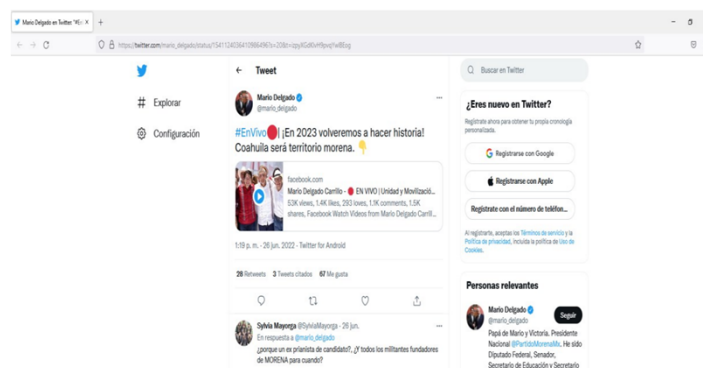 Mario Delgado en Twitter: "#En
https://twitter.com/mario_delgado/status/
Tweet
Buscar en Twitter
Explorar
Configuración
Mario Delgado
@mario_delgado
#EnVivo🔴| ¡En 2023 volveremos a hacer historia!
Coahuila será territorio morena. 👇
facebook.com
Mario Delgado Carrillo - 🔴 EN VIVO | Unidad y Movilizació...
53K views, 1.4K likes, 293 loves, 1.1K comments, 1.5K
shares, Facebook Watch Videos from Mario Delgado Carril...
1:19 p. m. · 26 jun. 2022 · Twitter for Android
28 Retweets 3 Tweets citados 67 Me gusta
Sylvia Mayorga @SylviaMayorga · 26 jun.
En respuesta a @mario_delgado
¿porque un ex prianista de candidato?, ¿Y todos los militantes fundadores
de MORENA para cuando?
¿Eres nuevo en Twitter?
Regístrate ahora para obtener tu propia cronología
personalizada.
Registrarse con Google
Registrarse con Apple
Regístrate con el número de teléfon...
Al registrarte, aceptas los Términos de servicio y la
Política de privacidad, incluida la política de Uso de
Cookies.
Personas relevantes
Mario Delgado
@mario_delgado
Seguir
Papá de Mario y Victoria. Presidente
Nacional @PartidoMorenaMx. He sido
Diputado Federal, Senador,
Secretario de Educación y Secretario